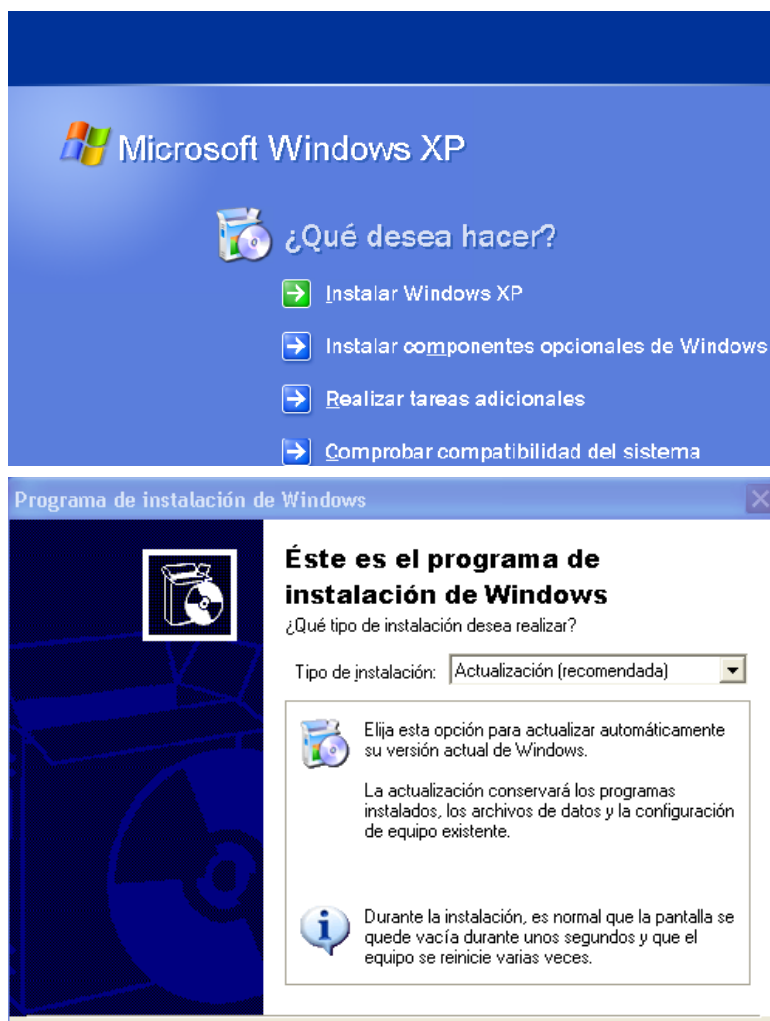 Microsoft Windows XP
¿Qué desea hacer?
Instalar Windows XP
Instalar componentes opcionales de Windows
Realizar tareas adicionales
Comprobar compatibilidad del sistema
Programa de instalación de Windows
Éste es el programa de
instalación de Windows
¿Qué tipo de instalación desea realizar?
Tipo de instalación: Actualización (recomendada)
Elija esta opción para actualizar automáticamente
su versión actual de Windows.
La actualización conservará los programas
instalados, los archivos de datos y la configuración
de equipo existente.
Durante la instalación, es normal que la pantalla se
quede vacía durante unos segundos y que el
equipo se reinicie varias veces.